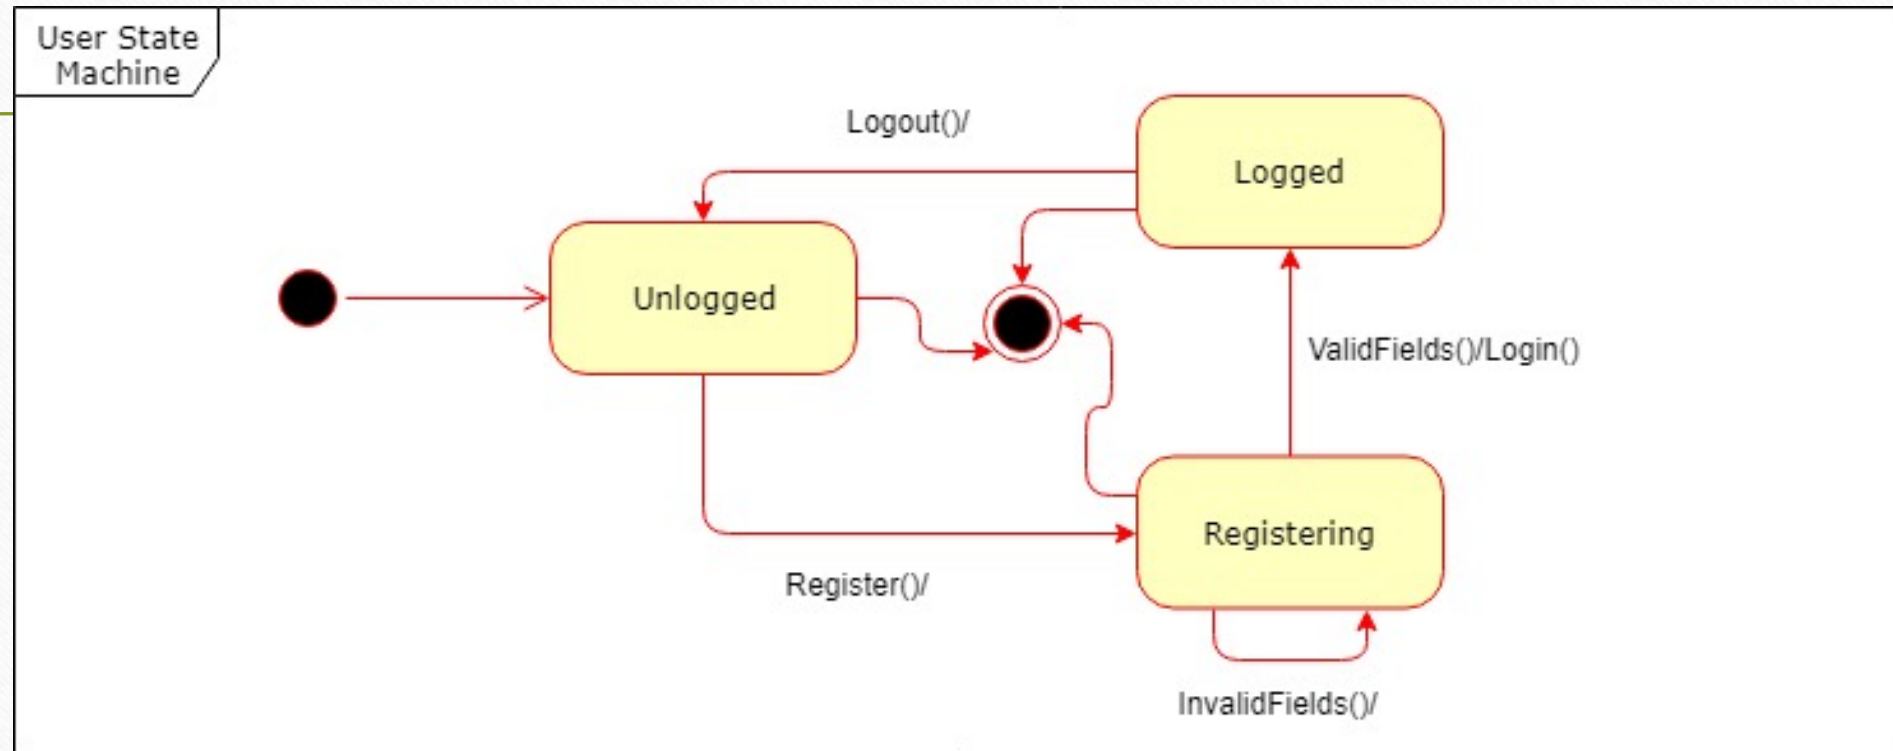 User State
Machine
Logout()/
Logged
Unlogged
ValidFields()/Login()
Registering
Register()/
InvalidFields()/